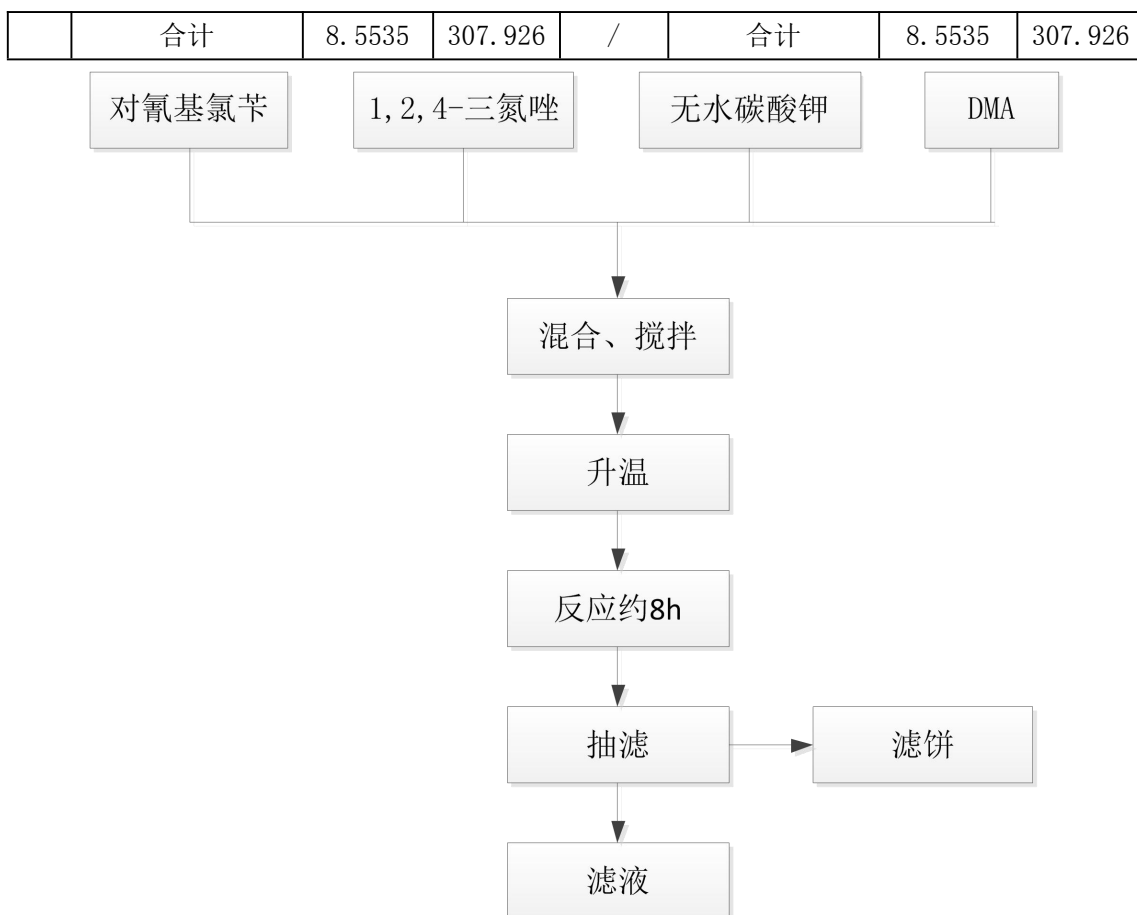 合计 8.5535 307.926 / 合计 8.5535 307.926
对氰基氯苄 1,2,4-三氮唑 无水碳酸钾 DMA
混合、搅拌
升温
反应约8h
抽滤 滤饼
滤液